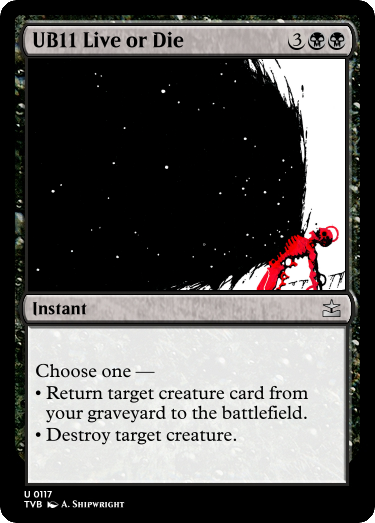 UB11 Live or Die 3
Instant
Choose one —
• Return target creature card from
your graveyard to the battlefield.
• Destroy target creature.
U 0117
TVB A. Shipwright